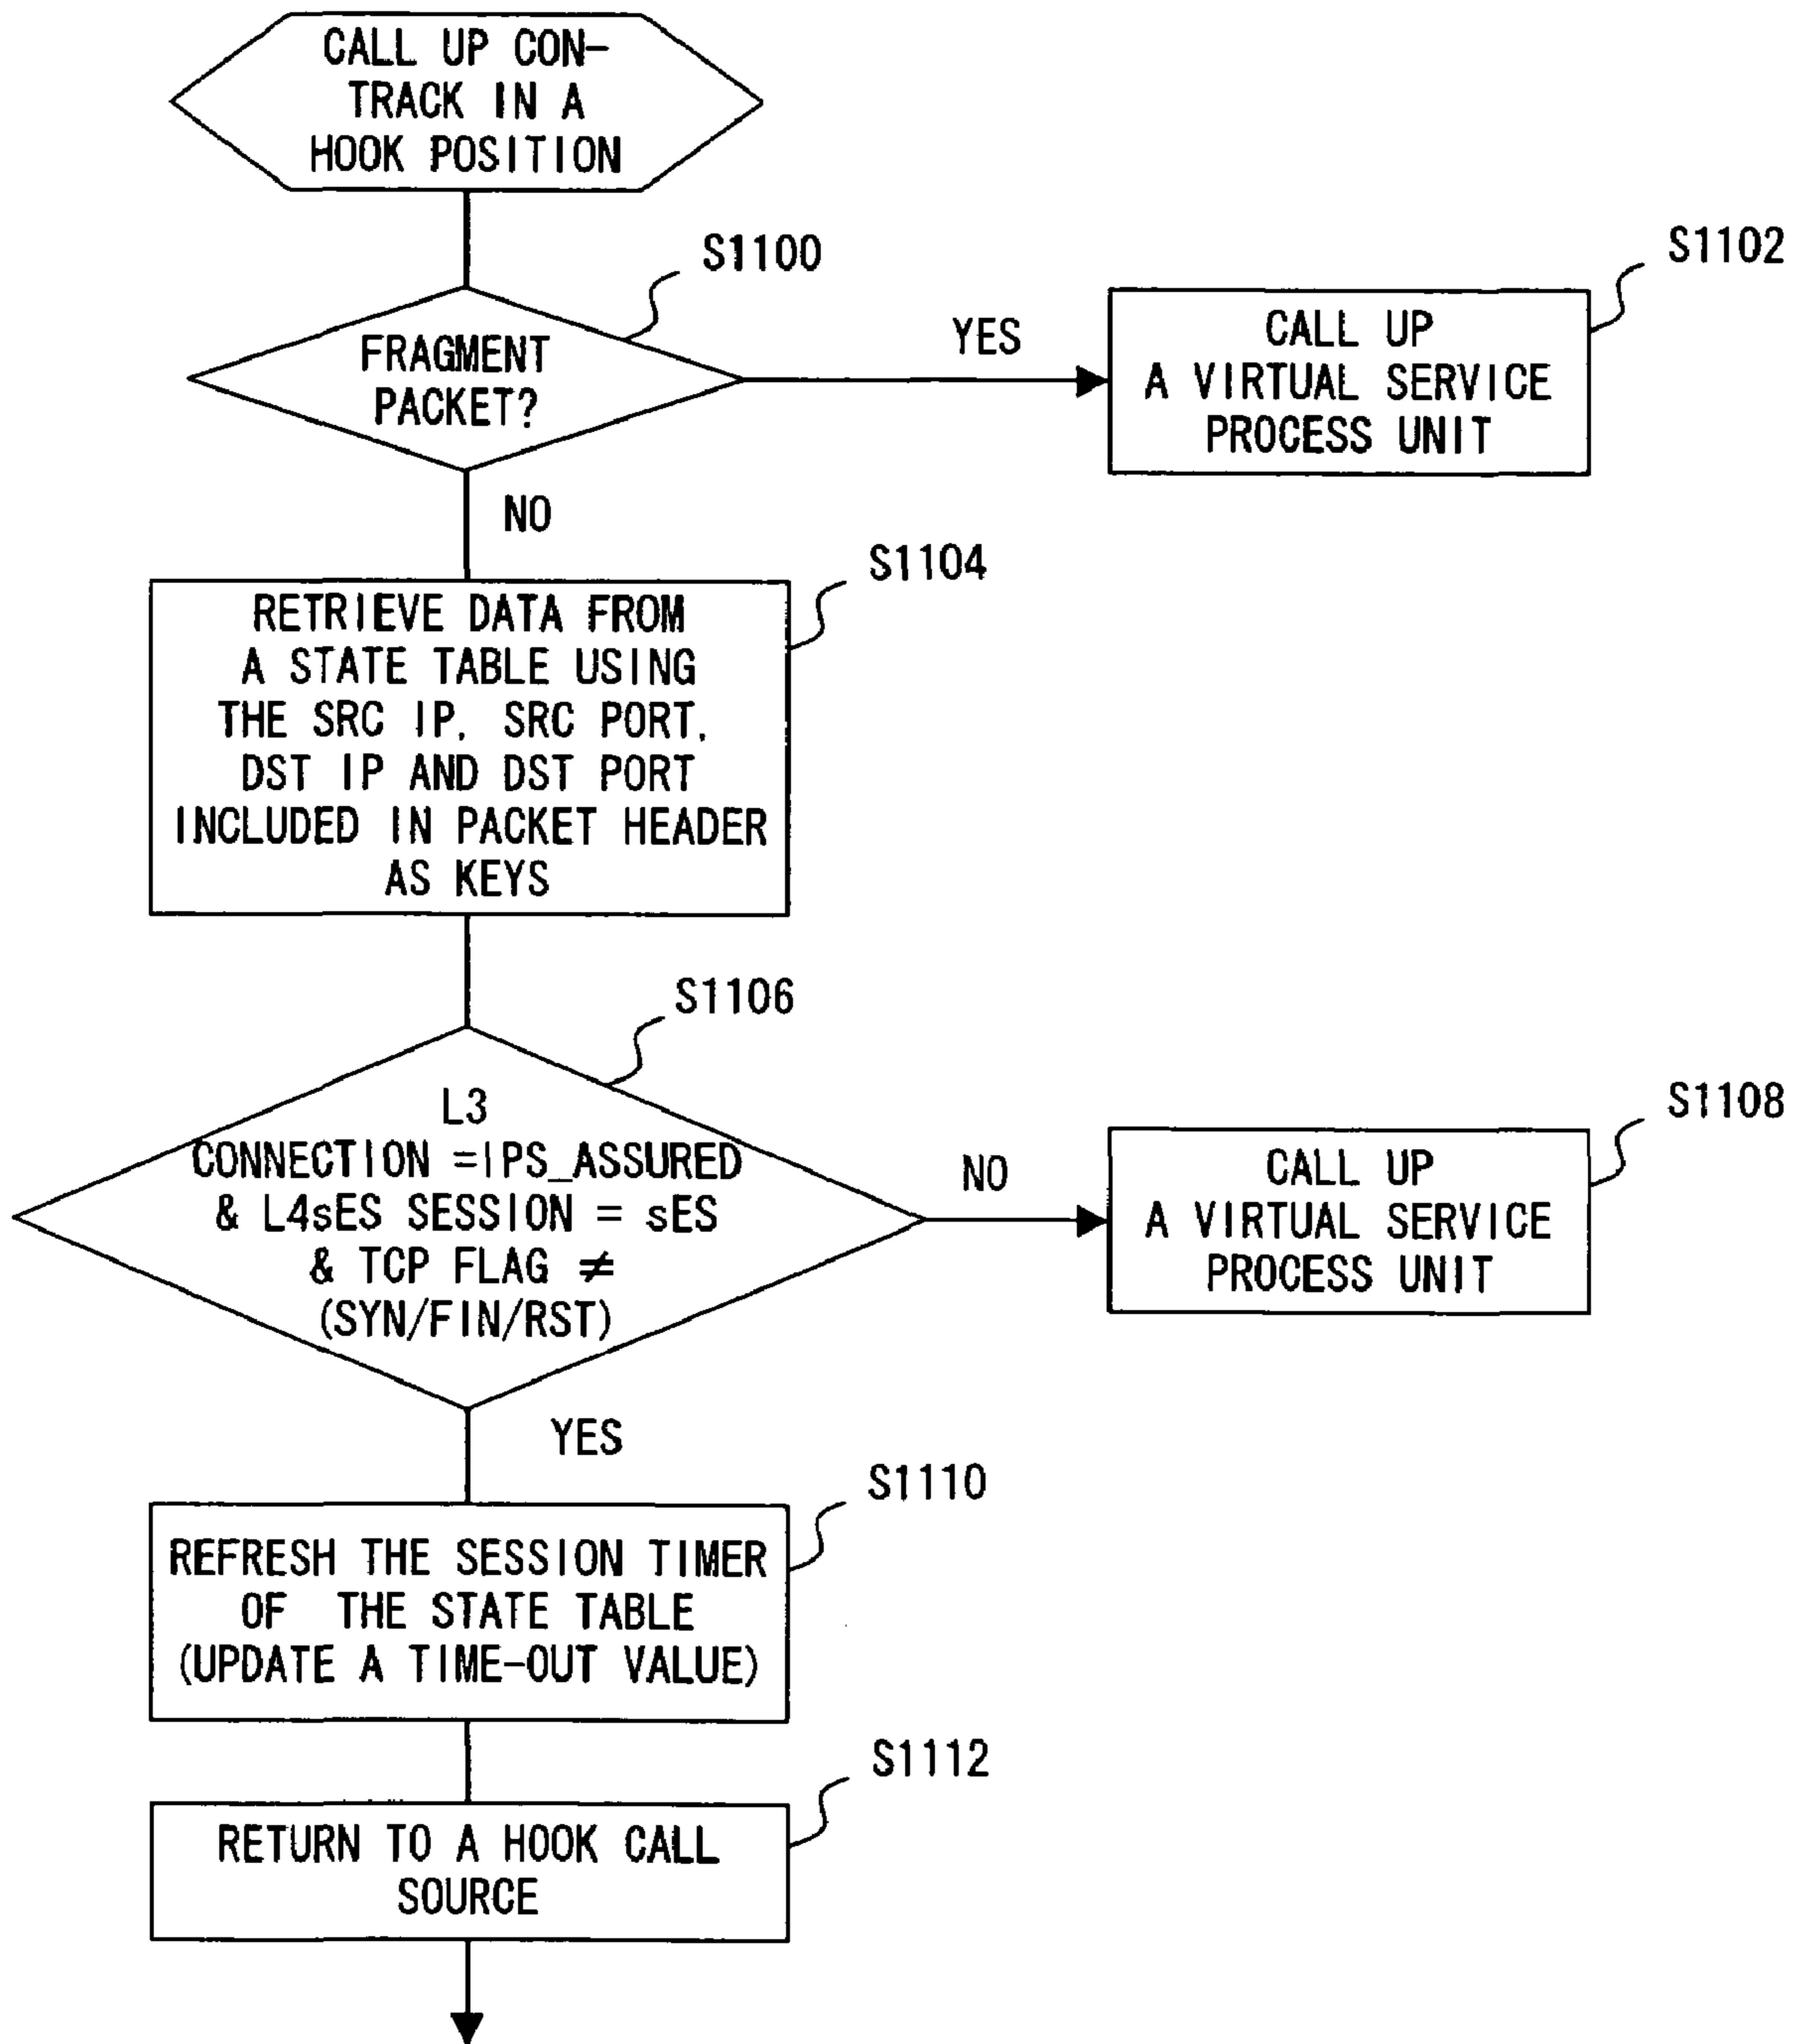 CALL UP CON-
TRACK IN A
HOOK POSITION
S1100
FRAGMENT
PACKET?
YES
S1102
CALL UP
A VIRTUAL SERVICE
PROCESS UNIT
NO
S1104
RETRIEVE DATA FROM
A STATE TABLE USING
THE SRC IP, SRC PORT,
DST IP AND DST PORT
INCLUDED IN PACKET HEADER
AS KEYS
S1106
L3
CONNECTION =IPS_ASSURED
& L4sES SESSION = sES
& TCP FLAG ≠
(SYN/FIN/RST)
NO
S1108
CALL UP
A VIRTUAL SERVICE
PROCESS UNIT
YES
S1110
REFRESH THE SESSION TIMER
OF THE STATE TABLE
(UPDATE A TIME-OUT VALUE)
S1112
RETURN TO A HOOK CALL
SOURCE